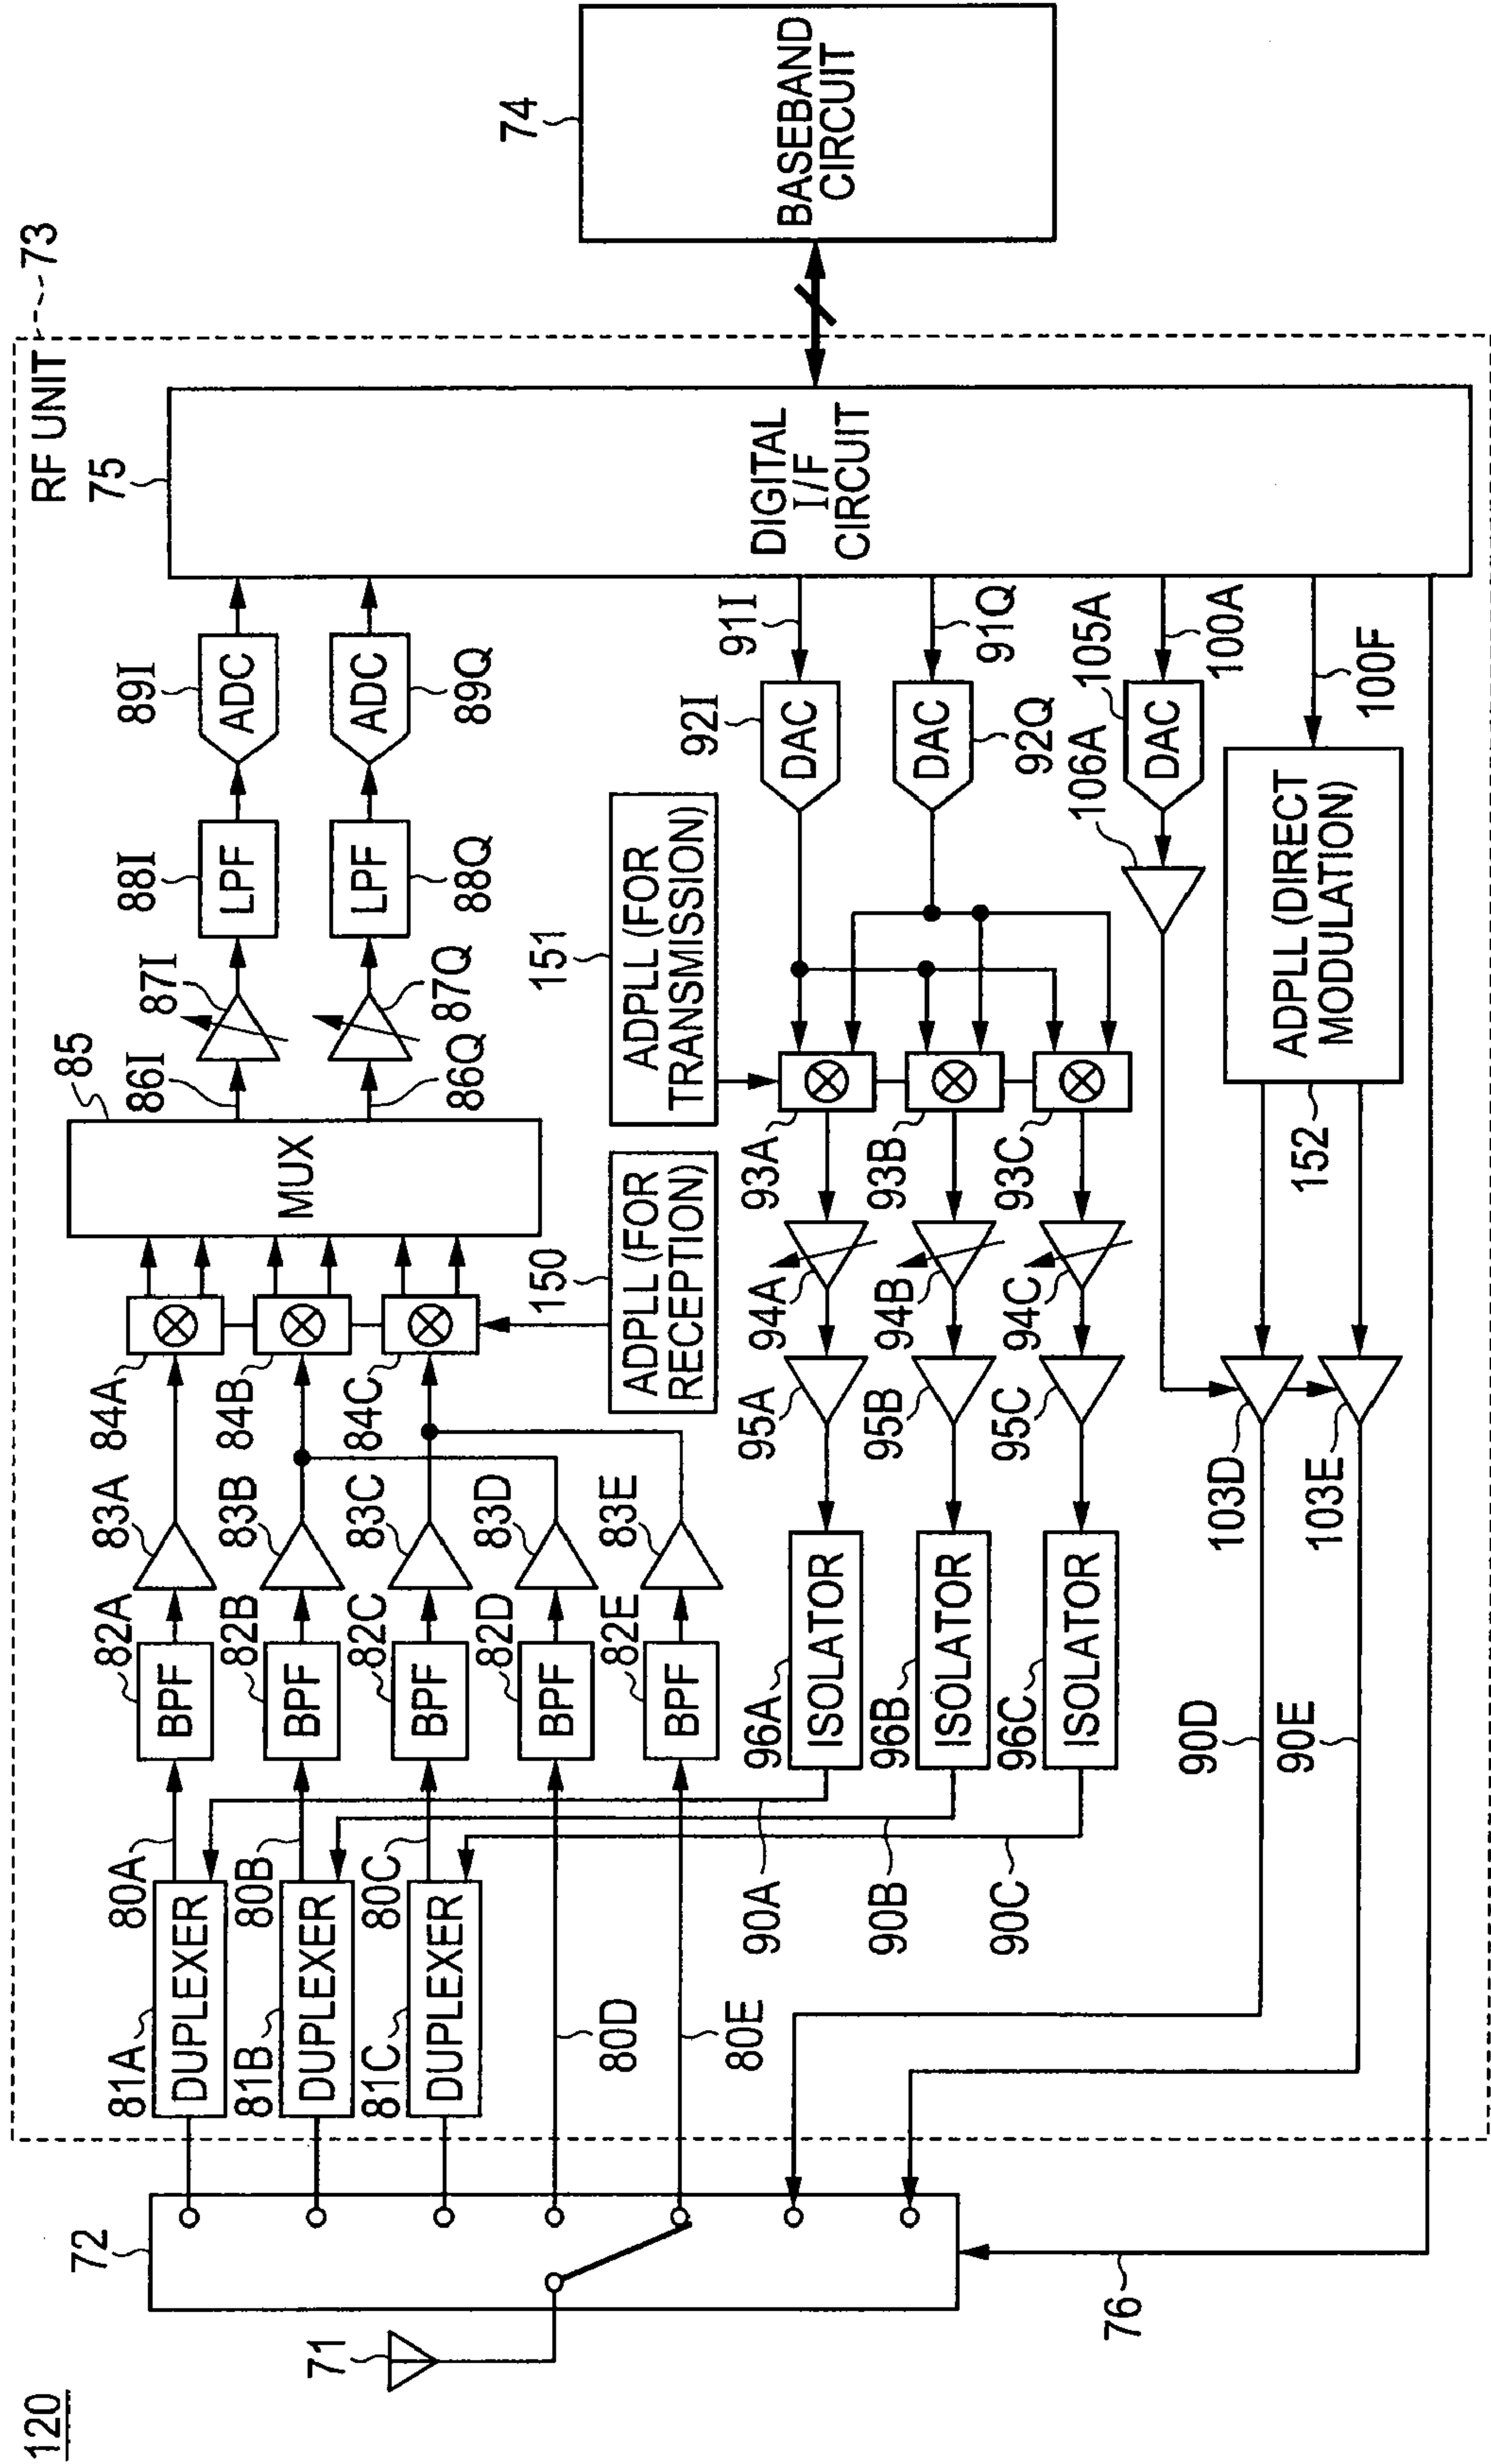 120
71
72
76
RF UNIT
73
81A
DUPLEXER
81B
DUPLEXER
81C
DUPLEXER
80A
80B
80C
80D
80E
82A
BPF
82B
BPF
82C
BPF
82D
BPF
82E
BPF
83A
83B
83C
83D
83E
84A
84B
84C
150
ADPLL (FOR
RECEPTION)
85
MUX
86I
86Q
87I
87Q
88I
LPF
88Q
LPF
89I
ADC
89Q
ADC
75
DIGITAL
I/F
CIRCUIT
74
BASEBAND
CIRCUIT
90A
90B
90C
90D
90E
96A
ISOLATOR
96B
ISOLATOR
96C
ISOLATOR
95A
95B
95C
94A
94B
94C
93A
93B
93C
151
ADPLL (FOR
TRANSMISSION)
92I
DAC
92Q
DAC
91I
91Q
105A
DAC
100A
106A
100F
ADPLL (DIRECT
MODULATION)
152
103D
103E